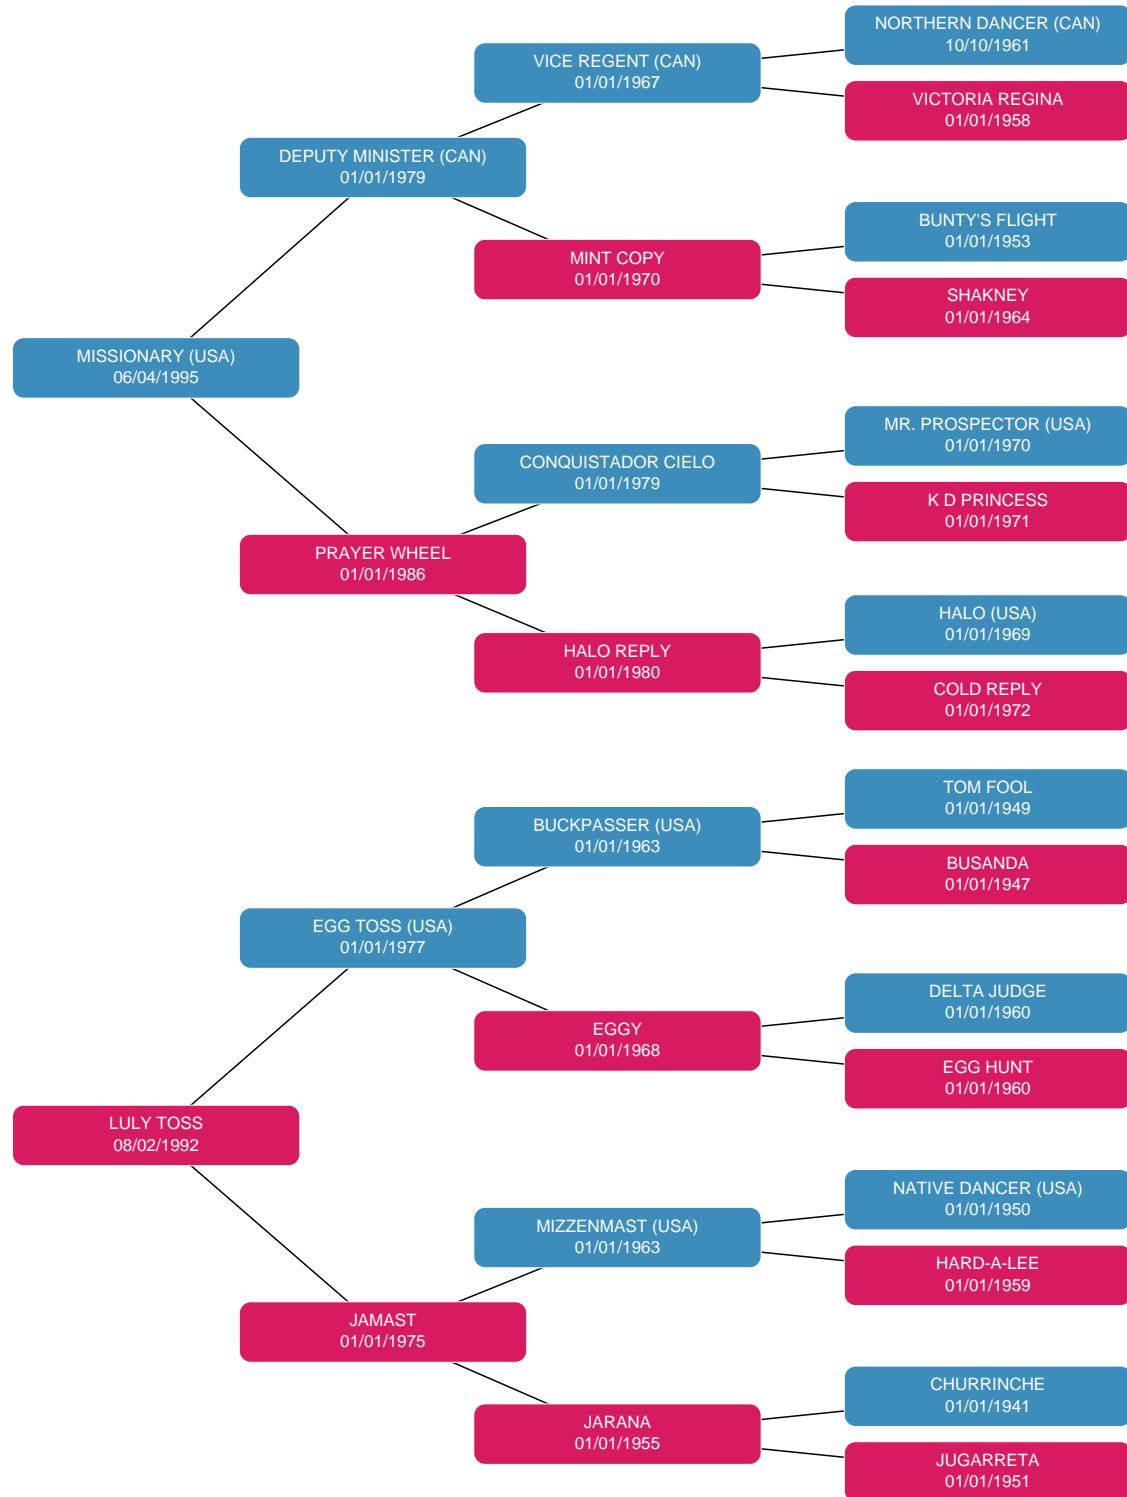 NORTHERN DANCER (CAN)
10/10/1961
VICE REGENT (CAN)
01/01/1967
VICTORIA REGINA
01/01/1958
DEPUTY MINISTER (CAN)
01/01/1979
BUNTY'S FLIGHT
01/01/1953
MINT COPY
01/01/1970
SHAKNEY
01/01/1964
MISSIONARY (USA)
06/04/1995
MR. PROSPECTOR (USA)
01/01/1970
CONQUISTADOR CIELO
01/01/1979
K D PRINCESS
01/01/1971
PRAYER WHEEL
01/01/1986
HALO (USA)
01/01/1969
HALO REPLY
01/01/1980
COLD REPLY
01/01/1972
TOM FOOL
01/01/1949
BUCKPASSER (USA)
01/01/1963
BUSANDA
01/01/1947
EGG TOSS (USA)
01/01/1977
DELTA JUDGE
01/01/1960
EGGY
01/01/1968
EGG HUNT
01/01/1960
LULY TOSS
08/02/1992
NATIVE DANCER (USA)
01/01/1950
MIZZENMAST (USA)
01/01/1963
HARD-A-LEE
01/01/1959
JAMAST
01/01/1975
CHURRINCHE
01/01/1941
JARANA
01/01/1955
JUGARRETA
01/01/1951